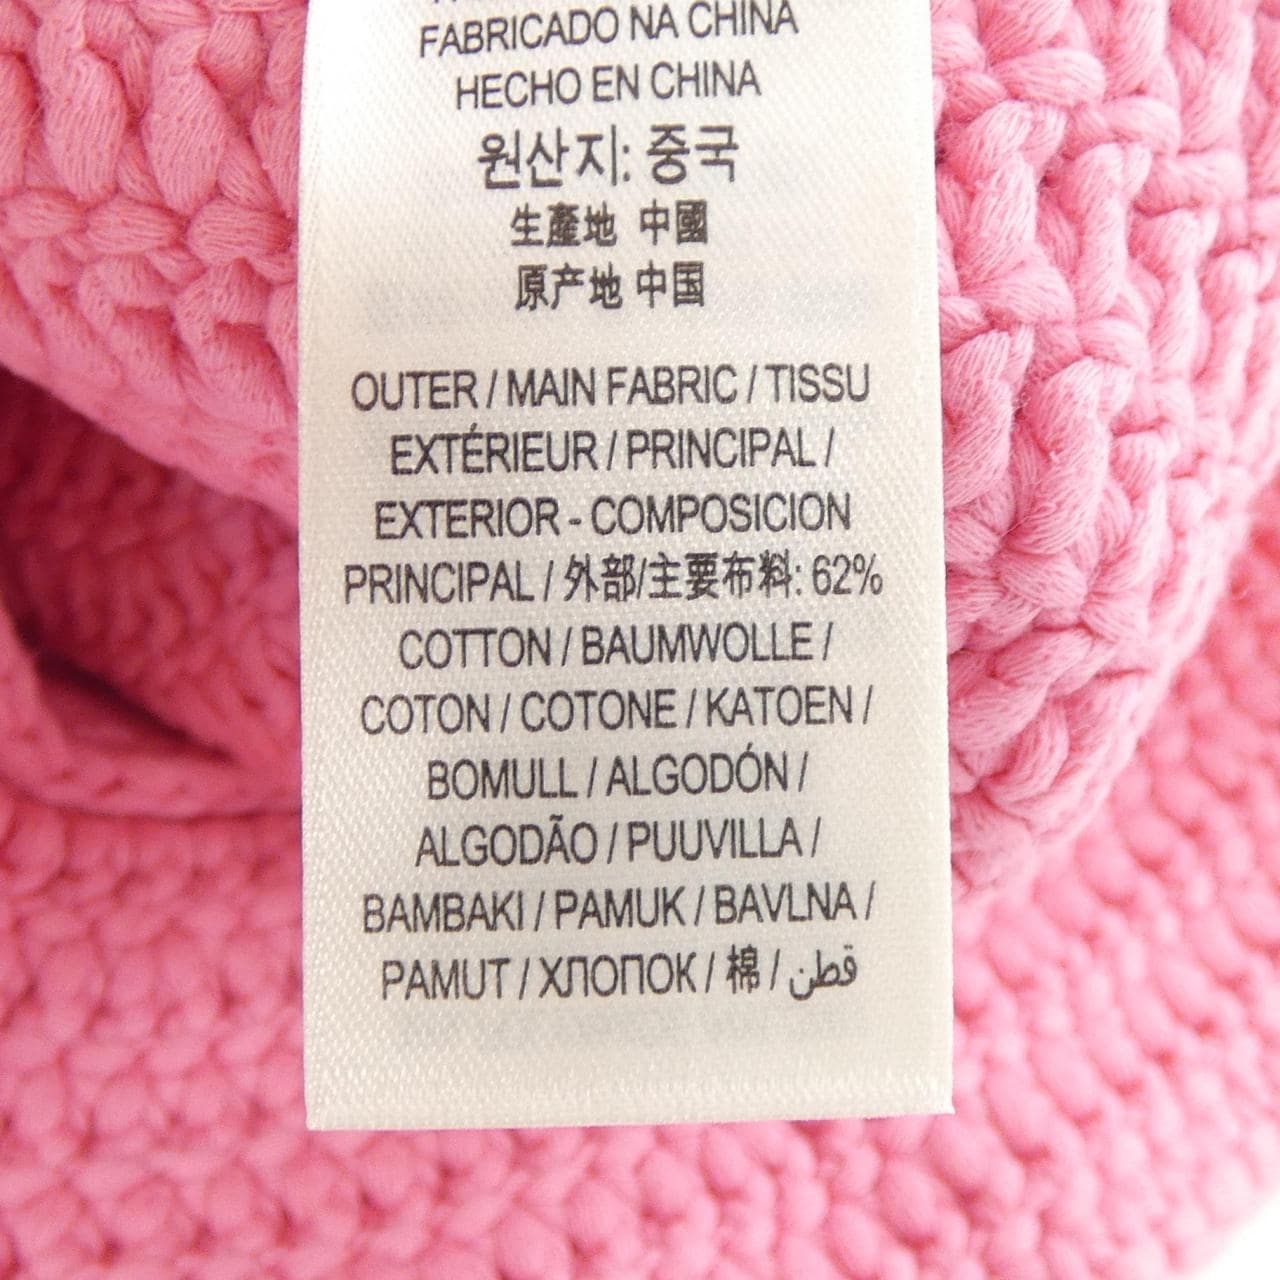 FABRICADO NA CHINA
HECHO EN CHINA
원산지: 중국
生産地 中國
原产地 中国
OUTER / MAIN FABRIC / TISSU
EXTÉRIEUR / PRINCIPAL /
EXTERIOR - COMPOSICION
PRINCIPAL / 外部/主要布料: 62%
COTTON / BAUMWOLLE /
COTON / COTONE / KATOEN /
BOMULL / ALGODÓN /
ALGODÃO / PUUVILLA /
BAMBAKI / PAMUK / BAVLNA /
PAMUT / ХЛОПОК / 棉 / قطن